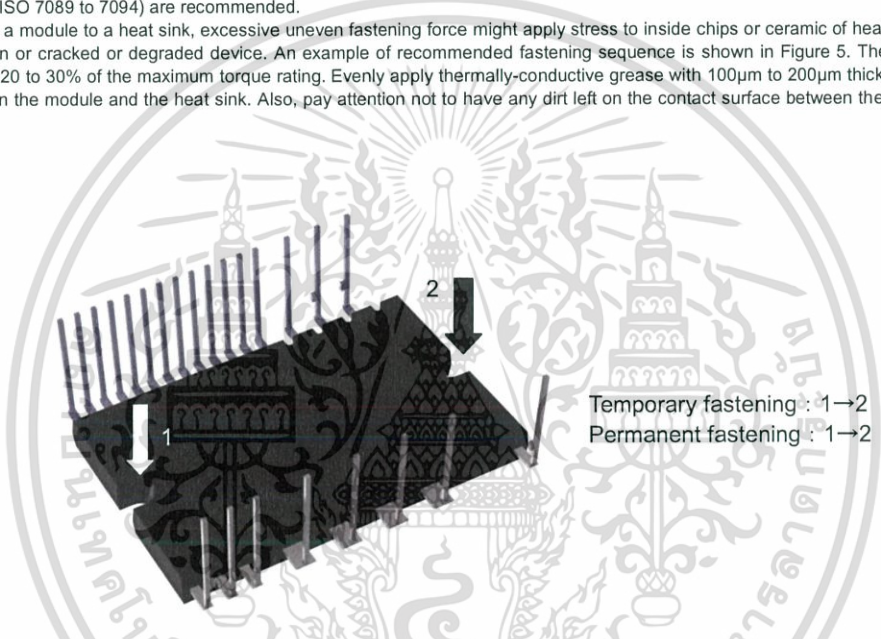 ISO 7089 to 7094) are recommended.
a module to a heat sink, excessive uneven fastening force might apply stress to inside chips or ceramic of hea
n or cracked or degraded device. An example of recommended fastening sequence is shown in Figure 5. The
20 to 30% of the maximum torque rating. Evenly apply thermally-conductive grease with 100μm to 200μm thick
n the module and the heat sink. Also, pay attention not to have any dirt left on the contact surface between the
2
1
Temporary fastening : 1→2
Permanent fastening : 1→2